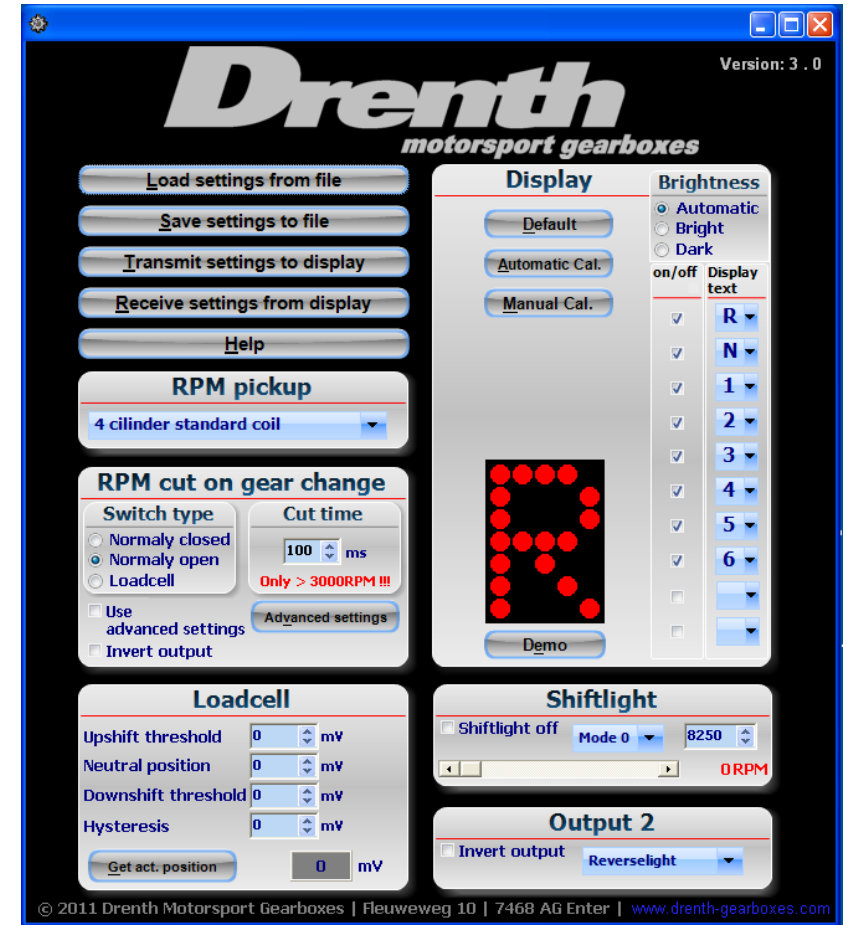 Version: 3 . 0
Drenth
motorsport gearboxes
Load settings from file
Save settings to file
Transmit settings to display
Receive settings from display
Help
RPM pickup
4 cilinder standard coil
RPM cut on gear change
Switch type
Normaly closed
Normaly open
Loadcell
Cut time
100 ms
Only > 3000RPM !!!
Use
advanced settings
Advanced settings
Invert output
Loadcell
Upshift threshold 0 mV
Neutral position 0 mV
Downshift threshold 0 mV
Hysteresis 0 mV
Get act. position 0 mV
Display
Default
Automatic Cal.
Manual Cal.
R
Demo
Brightness
Automatic
Bright
Dark
on/off Display
text
R
N
1
2
3
4
5
6
Shiftlight
Shiftlight off Mode 0 8250
0 RPM
Output 2
Invert output Reverselight
© 2011 Drenth Motorsport Gearboxes | Fleuweweg 10 | 7468 AG Enter | www.drenth-gearboxes.com